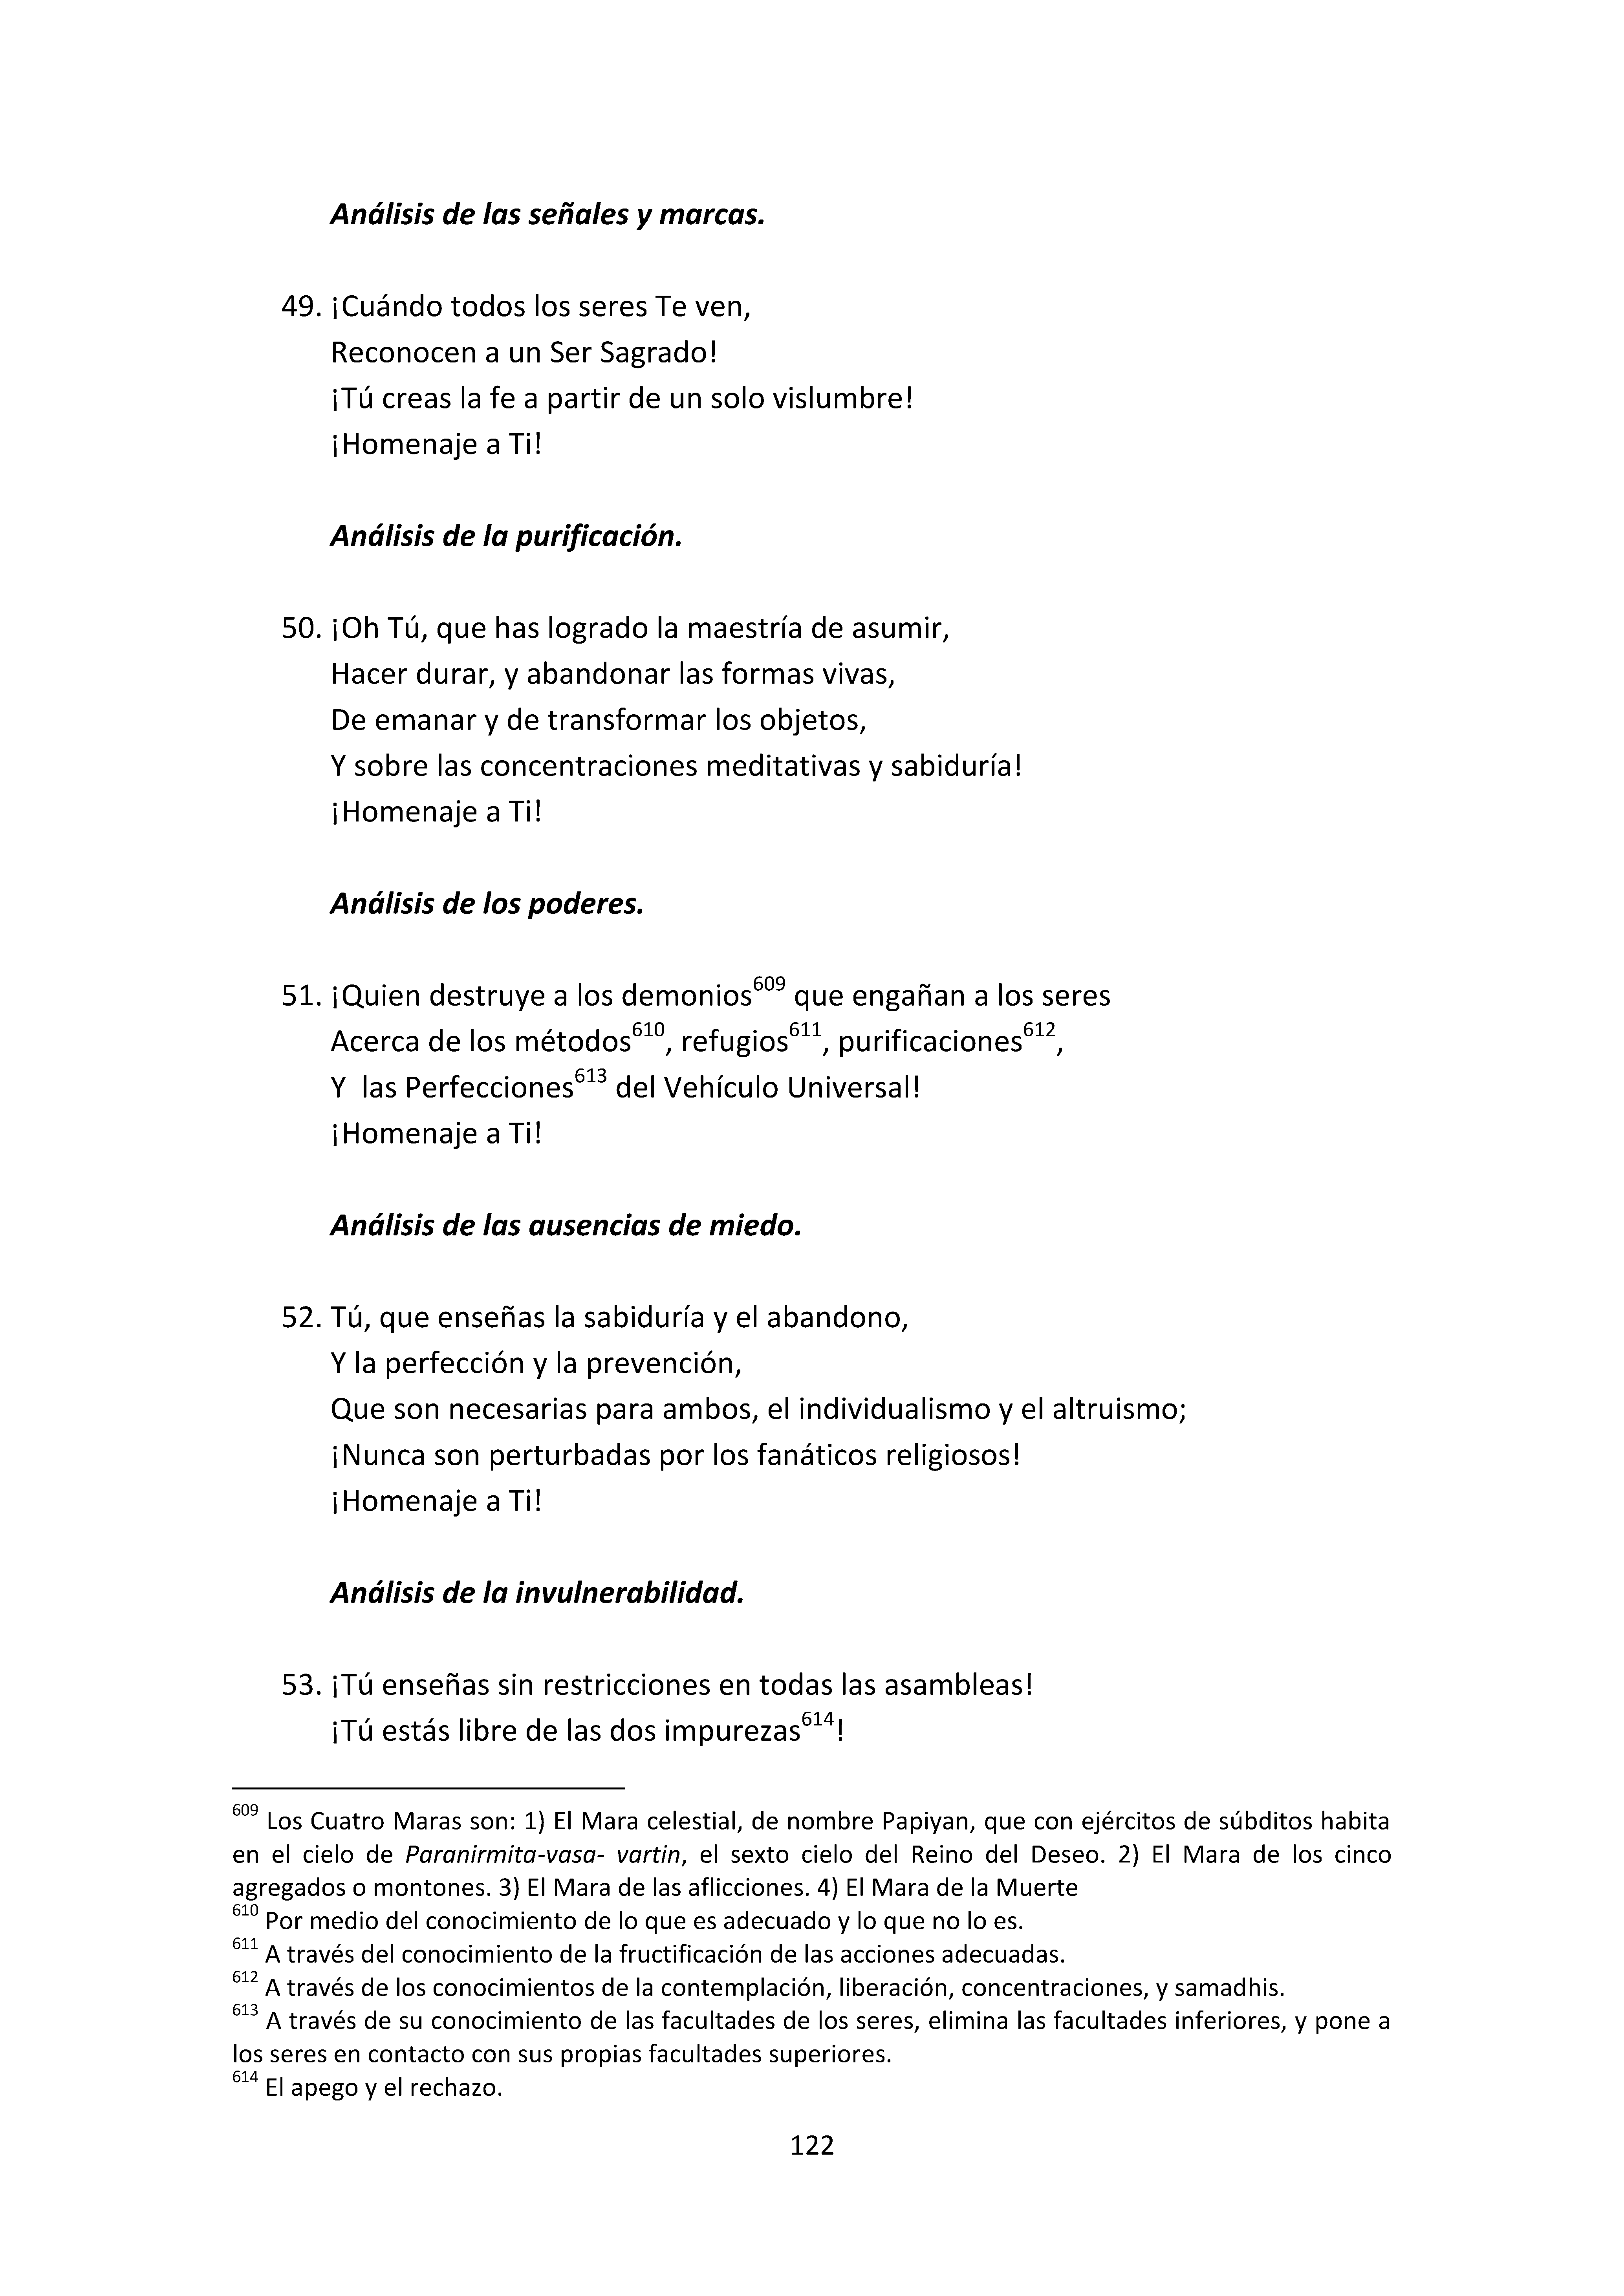 Análisis de las señales y marcas.
49. ¡Cuándo todos los seres Te ven,
Reconocen a un Ser Sagrado!
¡Tú creas la fe a partir de un solo vislumbre!
¡Homenaje a Ti!
Análisis de la purificación.
50. ¡Oh Tú, que has logrado la maestría de asumir,
Hacer durar, y abandonar las formas vivas,
De emanar y de transformar los objetos,
Y sobre las concentraciones meditativas y sabiduría!
¡Homenaje a Ti!
Análisis de los poderes.
51. ¡Quien destruye a los demonios609 que engañan a los seres
Acerca de los métodos610, refugios611, purificaciones612,
Y  las Perfecciones613 del Vehículo Universal!
¡Homenaje a Ti!
Análisis de las ausencias de miedo.
52. Tú, que enseñas la sabiduría y el abandono,
Y la perfección y la prevención,
Que son necesarias para ambos, el individualismo y el altruismo;
¡Nunca son perturbadas por los fanáticos religiosos!
¡Homenaje a Ti!
Análisis de la invulnerabilidad.
53. ¡Tú enseñas sin restricciones en todas las asambleas!
¡Tú estás libre de las dos impurezas614!
609 Los Cuatro Maras son: 1) El Mara celestial, de nombre Papiyan, que con ejércitos de súbditos habita
en el cielo de Paranirmita-vasa- vartin, el sexto cielo del Reino del Deseo. 2) El Mara de los cinco
agregados o montones. 3) El Mara de las aflicciones. 4) El Mara de la Muerte
610 Por medio del conocimiento de lo que es adecuado y lo que no lo es.
611 A través del conocimiento de la fructificación de las acciones adecuadas.
612 A través de los conocimientos de la contemplación, liberación, concentraciones, y samadhis.
613 A través de su conocimiento de las facultades de los seres, elimina las facultades inferiores, y pone a
los seres en contacto con sus propias facultades superiores.
614 El apego y el rechazo.
122